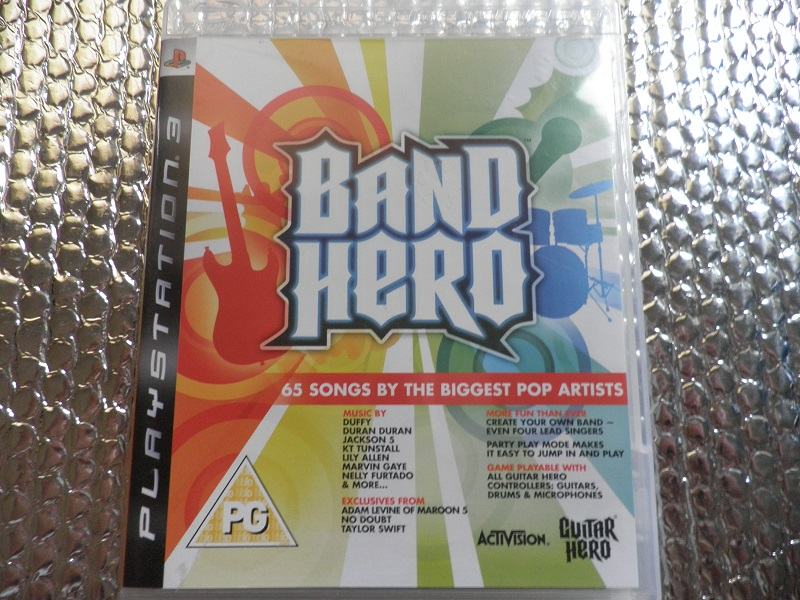 PLAYSTATION 3
BAND
HERO
TM
65 SONGS BY THE BIGGEST POP ARTISTS
MUSIC BY
DUFFY
DURAN DURAN
JACKSON 5
KT TUNSTALL
LILY ALLEN
MARVIN GAYE
NELLY FURTADO
& MORE...
EXCLUSIVES FROM
ADAM LEVINE OF MAROON 5
NO DOUBT
TAYLOR SWIFT
MORE FUN THAN EVER!
CREATE YOUR OWN BAND –
EVEN FOUR LEAD SINGERS
PARTY PLAY MODE MAKES
IT EASY TO JUMP IN AND PLAY
GAME PLAYABLE WITH
ALL GUITAR HERO
CONTROLLERS: GUITARS,
DRUMS & MICROPHONES
PG
ACTIVISION.
GUITAR
HERO